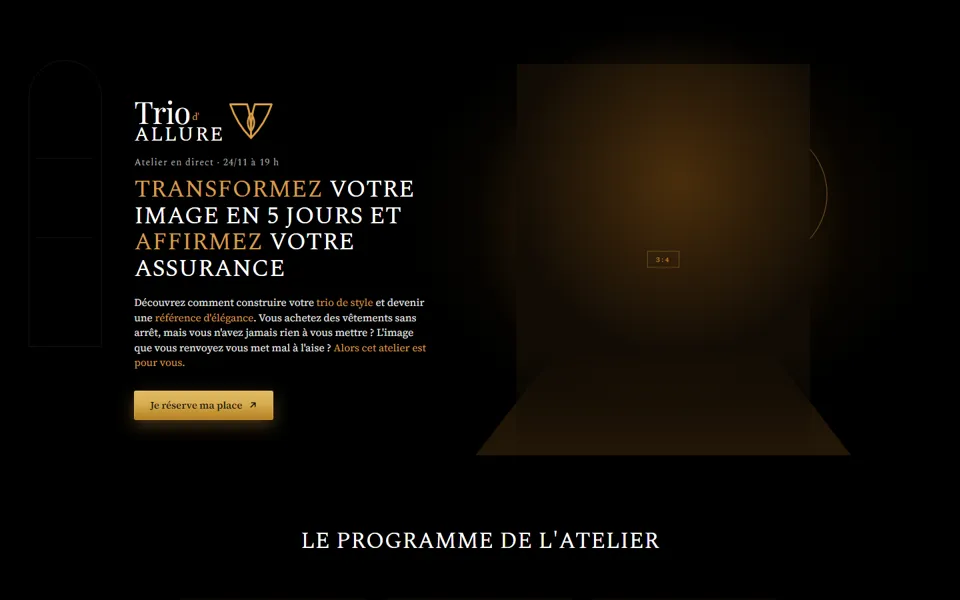 Trio d'
ALLURE
Atelier en direct · 24/11 à 19 h
TRANSFORMEZ VOTRE
IMAGE EN 5 JOURS ET
AFFIRMEZ VOTRE
ASSURANCE
Découvrez comment construire votre trio de style et devenir
une référence d'élégance. Vous achetez des vêtements sans
arrêt, mais vous n'avez jamais rien à vous mettre ? L'image
que vous renvoyez vous met mal à l'aise ? Alors cet atelier est
pour vous.
Je réserve ma place
3:4
LE PROGRAMME DE L'ATELIER